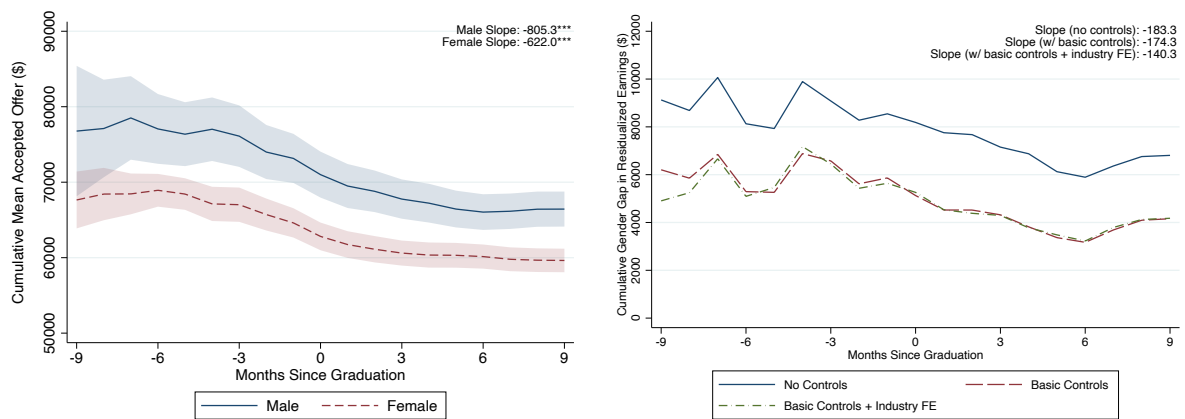 Male Slope: -805.3***
Female Slope: -622.0***
Cumulative Mean Accepted Offer ($)
90000
80000
70000
60000
50000
-9 -6 -3 0 3 6 9
Months Since Graduation
Male Female
Slope (no controls): -183.3
Slope (w/ basic controls): -174.3
Slope (w/ basic controls + industry FE): -140.3
Cumulative Gender Gap in Residualized Earnings ($)
12000
10000
8000
6000
4000
2000
0
-9 -6 -3 0 3 6 9
Months Since Graduation
No Controls Basic Controls
Basic Controls + Industry FE